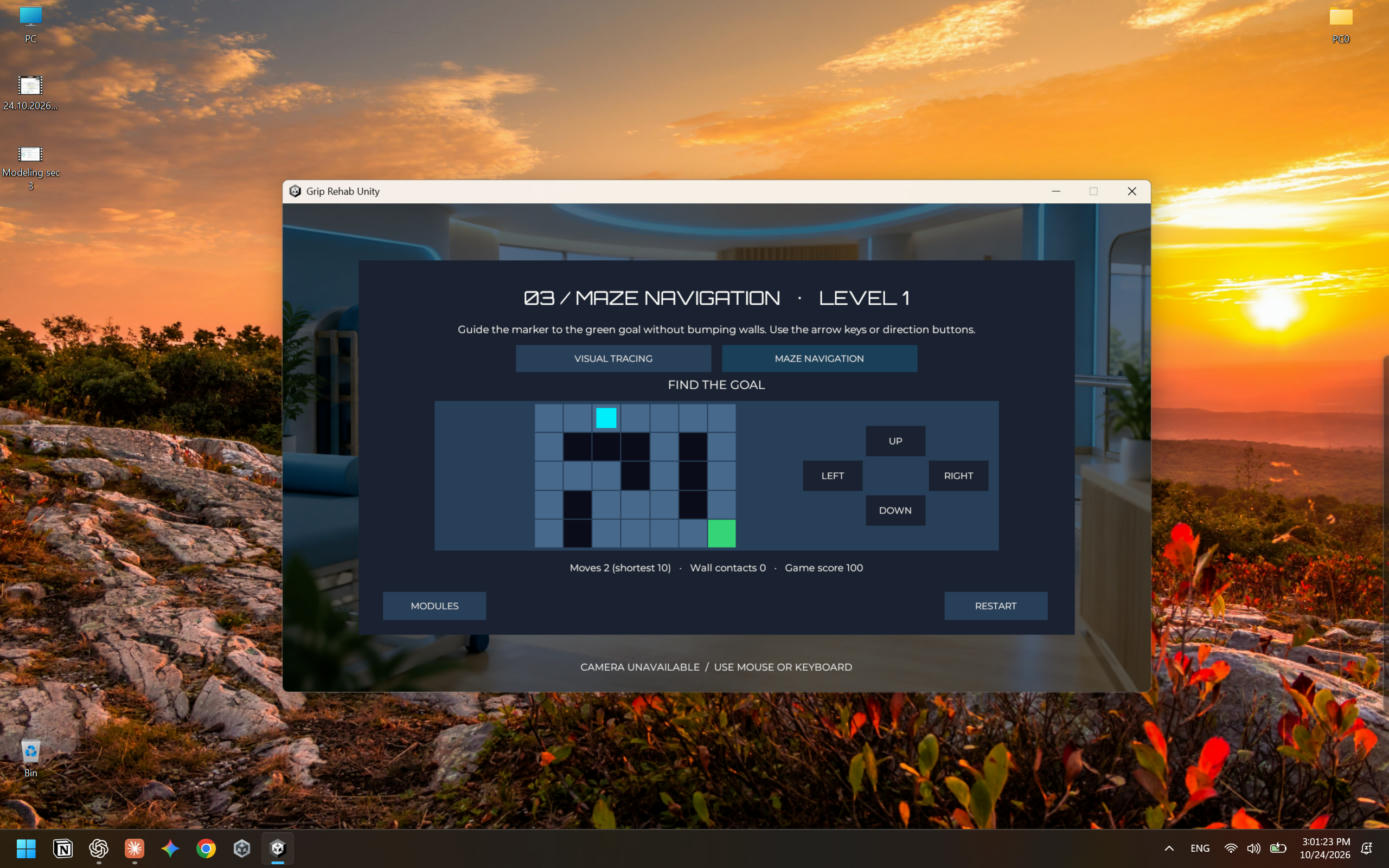 PC
PC0
24.10.2026...
Modeling sec
3
Grip Rehab Unity
03 / MAZE NAVIGATION · LEVEL 1
Guide the marker to the green goal without bumping walls. Use the arrow keys or direction buttons.
VISUAL TRACING
MAZE NAVIGATION
FIND THE GOAL
UP
LEFT
RIGHT
DOWN
Moves 2 (shortest 10) · Wall contacts 0 · Game score 100
MODULES
RESTART
CAMERA UNAVAILABLE / USE MOUSE OR KEYBOARD
Bin
ENG
3:01:23 PM
10/24/2026